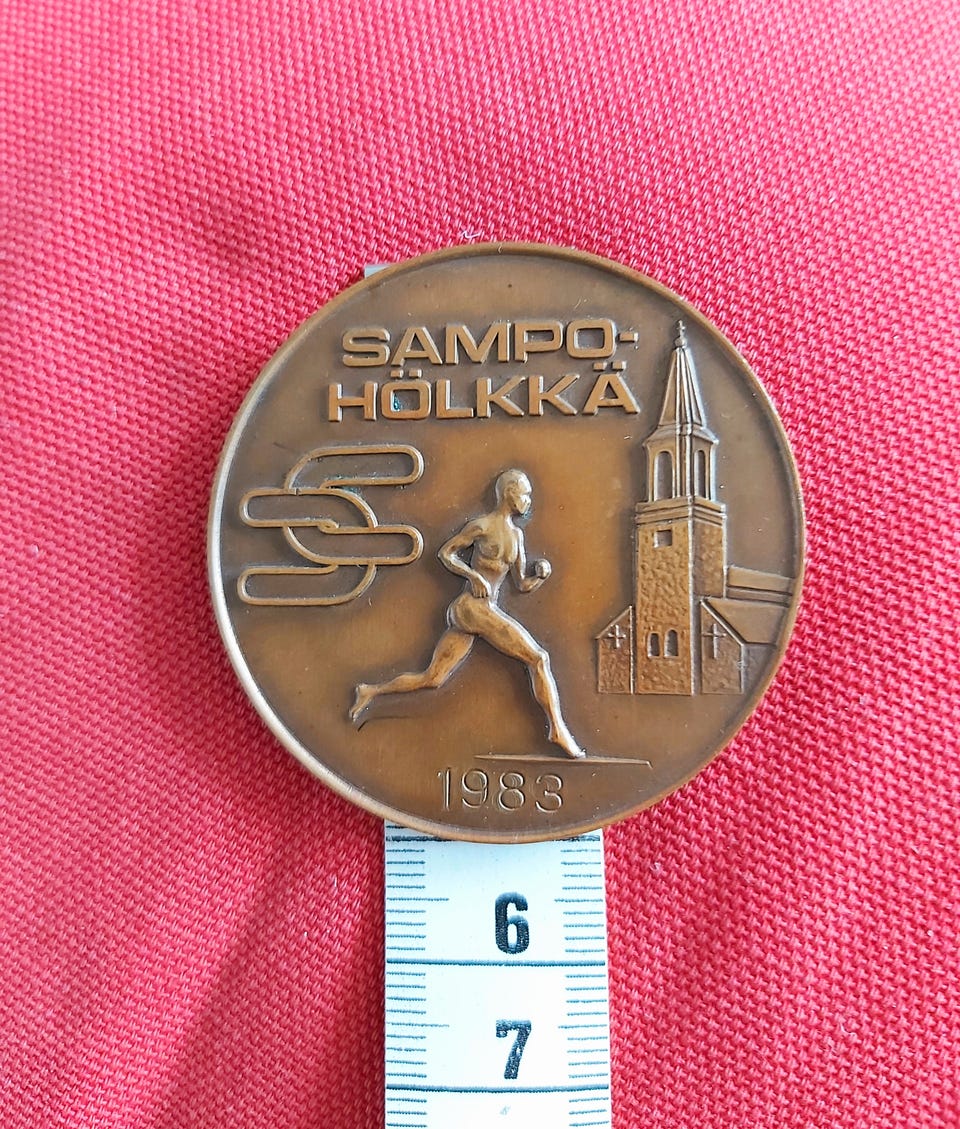 SAMPO-
HÖLKKÄ
1983
6
7